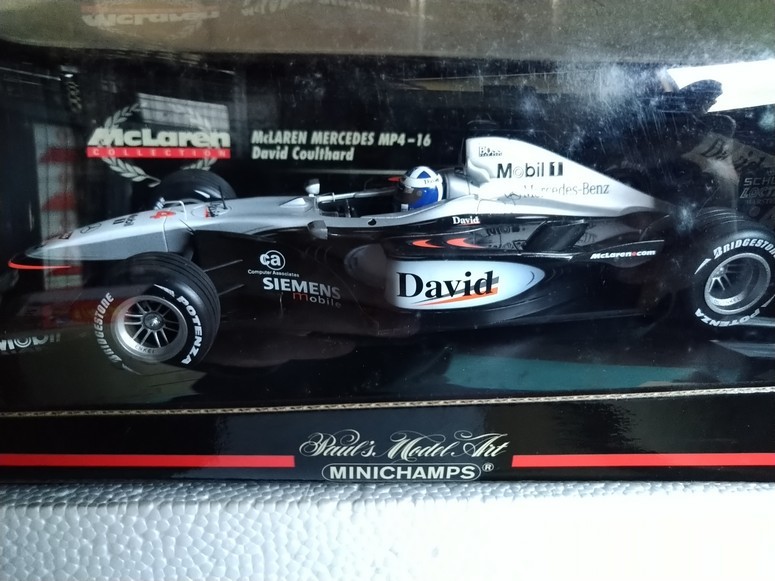 McLaren
COLLECTION
McLAREN MERCEDES MP4-16
David Coulthard
Mobil 1
Mercedes-Benz
David
McLaren.com
ca
Computer Associates
SIEMENS
mobile
David
BRIDGESTONE
POTENZA
BRIDGESTONE
POTENZA
Mobil
Paul's Model Art
MINICHAMPS®